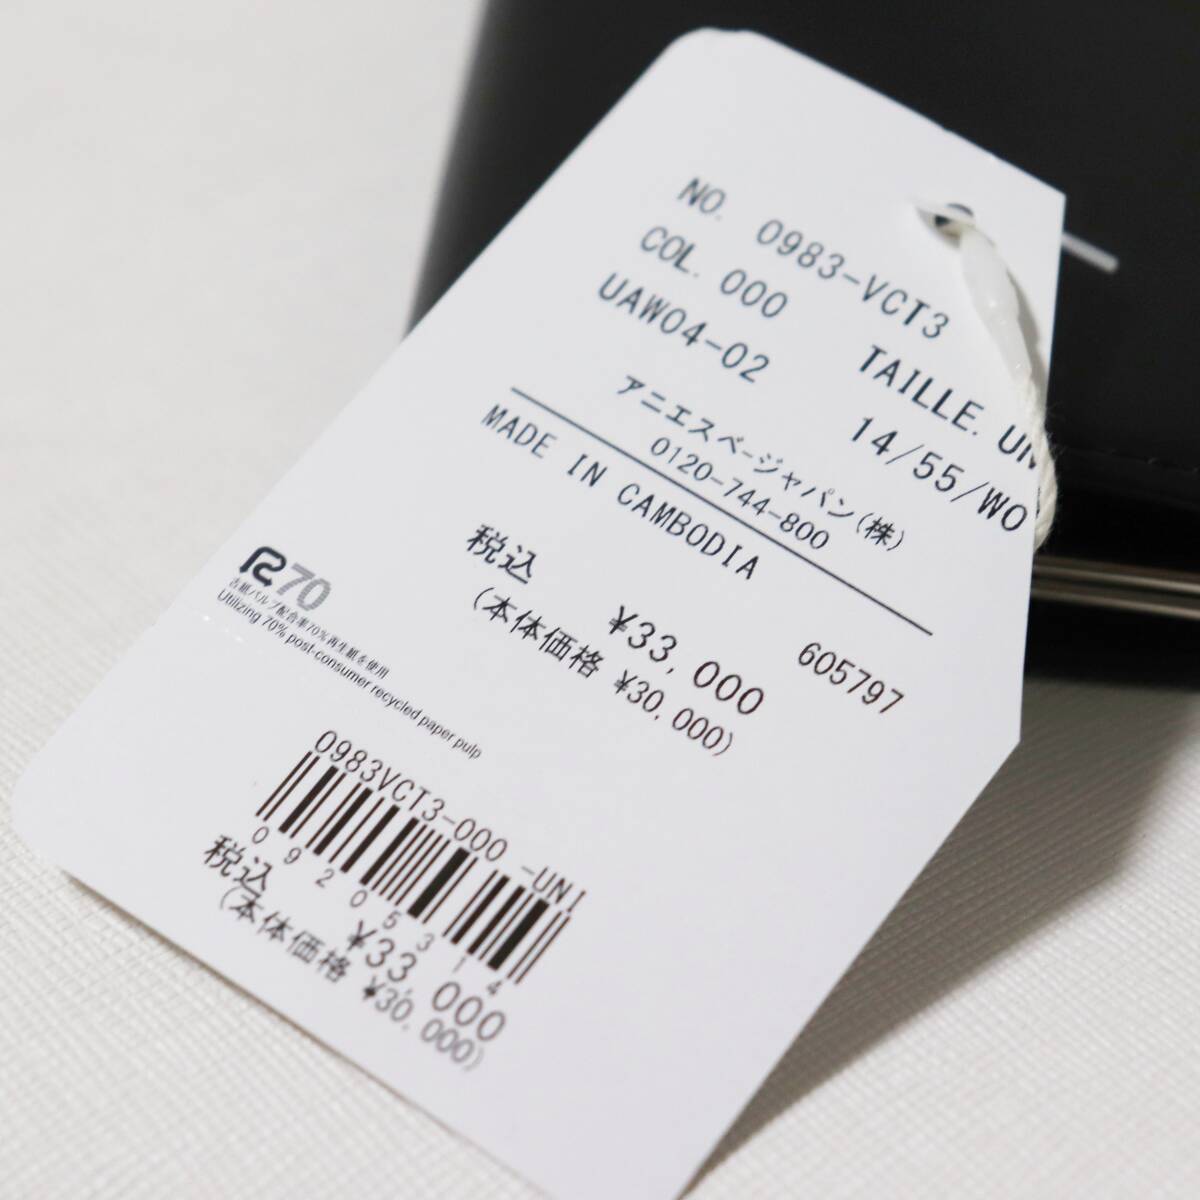 NO. 0983-VCT3
COL. 000 TAILLE.
UAW04-02 14/55/WO
アニエスベージャパン(株)
0120-744-800
MADE IN CAMBODIA
605797
税込 ¥33,000
(本体価格 ¥30,000)
R70
古紙パルプ配合率70%再生紙を使用
Utilizing 70% post-consumer recycled paper pulp
0983VCT3-000 -UNI
09205314
税込 ¥33,000
(本体価格 ¥30,000)